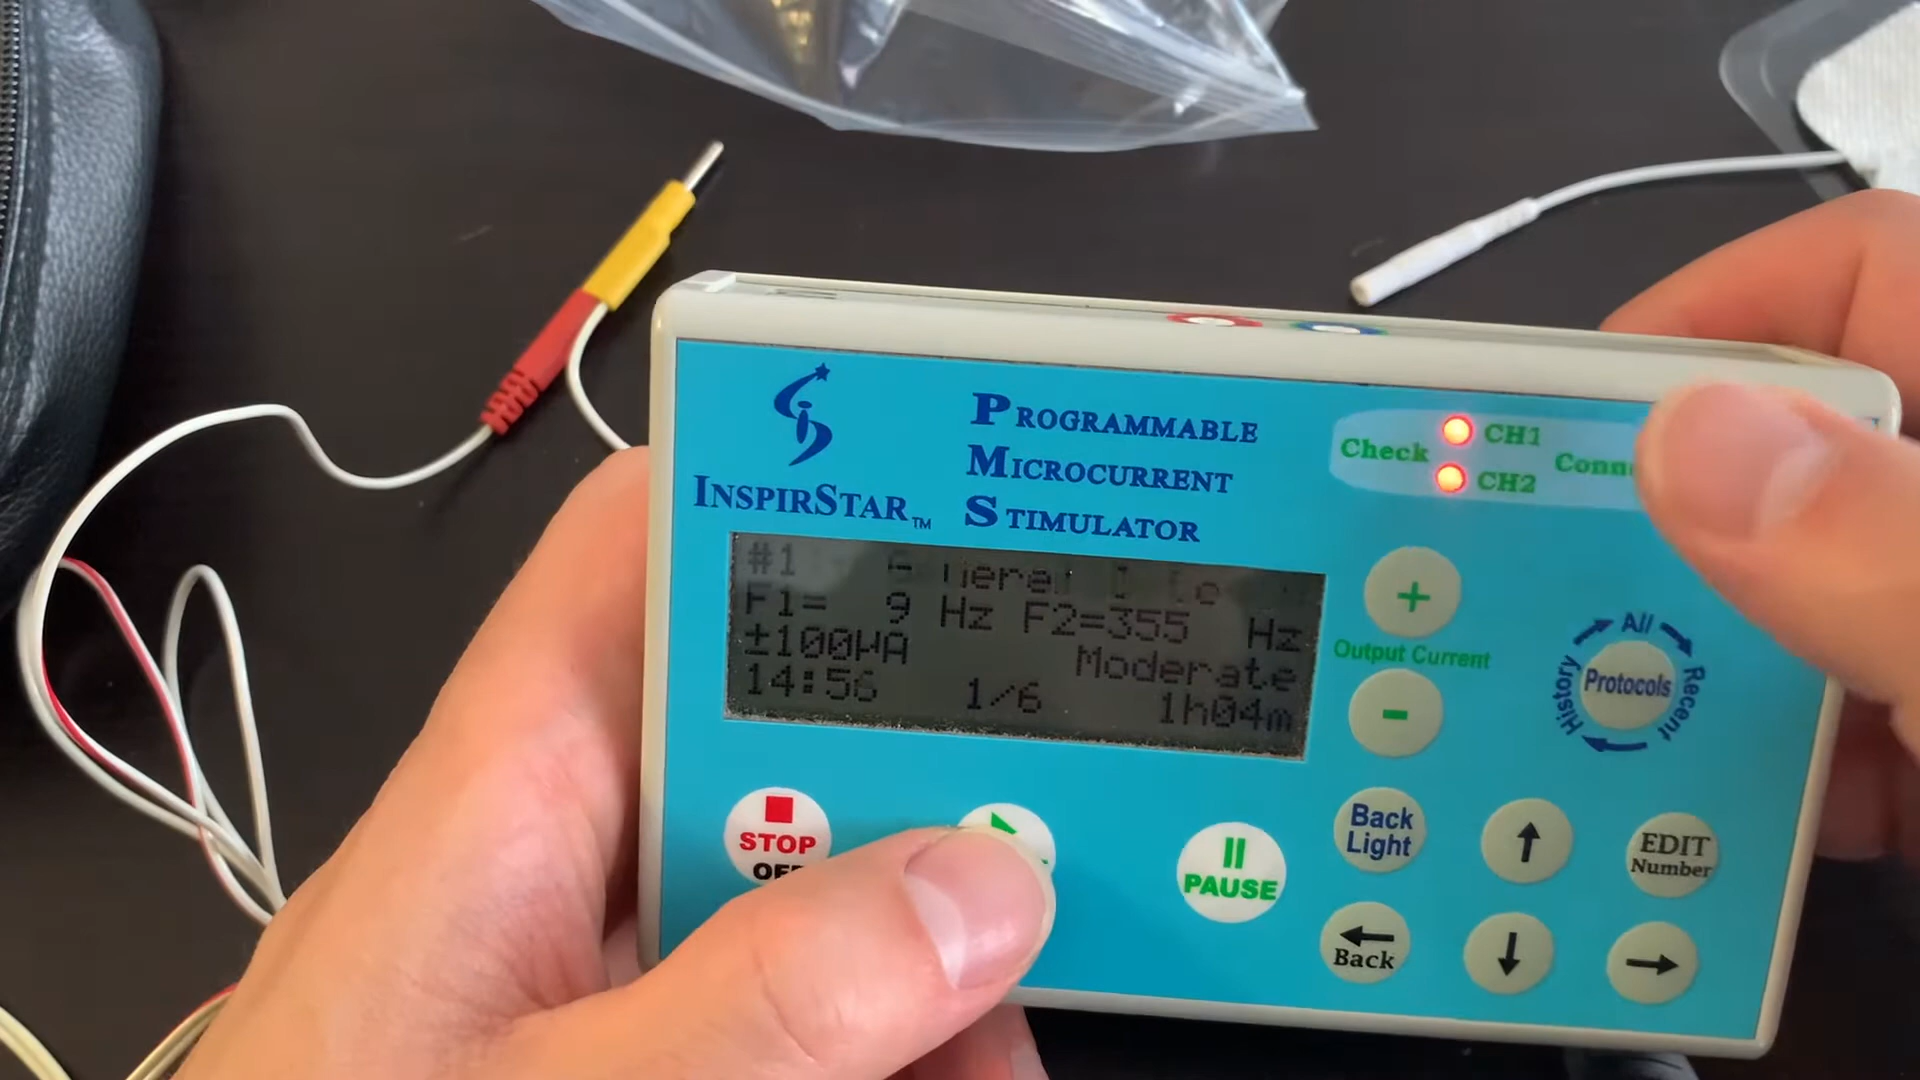 PROGRAMMABLE
MICROCURRENT
STIMULATOR
INSPIRSTAR™
Check
CH1
CH2
#1
F1= 9 Hz F2=355 Hz
±100µA Moderate
14:56 1/6 1h04m
+
Output Current
-
All
Recent
History
Protocols
STOP
PAUSE
Back
Light
↑
EDIT
Number
←
Back
↓
→